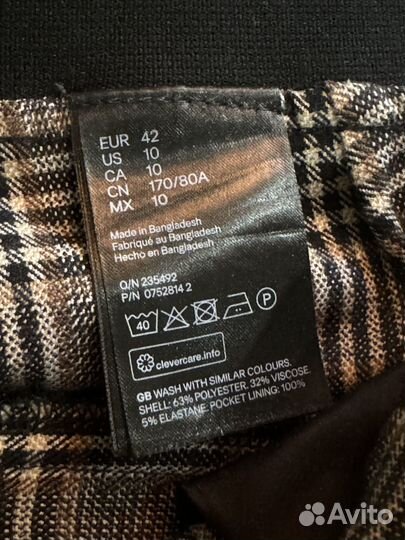 EUR 42
US 10
CA 10
CN 170/80A
MX 10
Made in Bangladesh
Fabriqué au Bangladesh
Hecho en Bangladesh
O/N 235492
P/N 0752814 2
40 P
clevercare.info
GB WASH WITH SIMILAR COLOURS.
SHELL: 63% POLYESTER. 32% VISCOSE.
5% ELASTANE. POCKET LINING: 100%
Avito